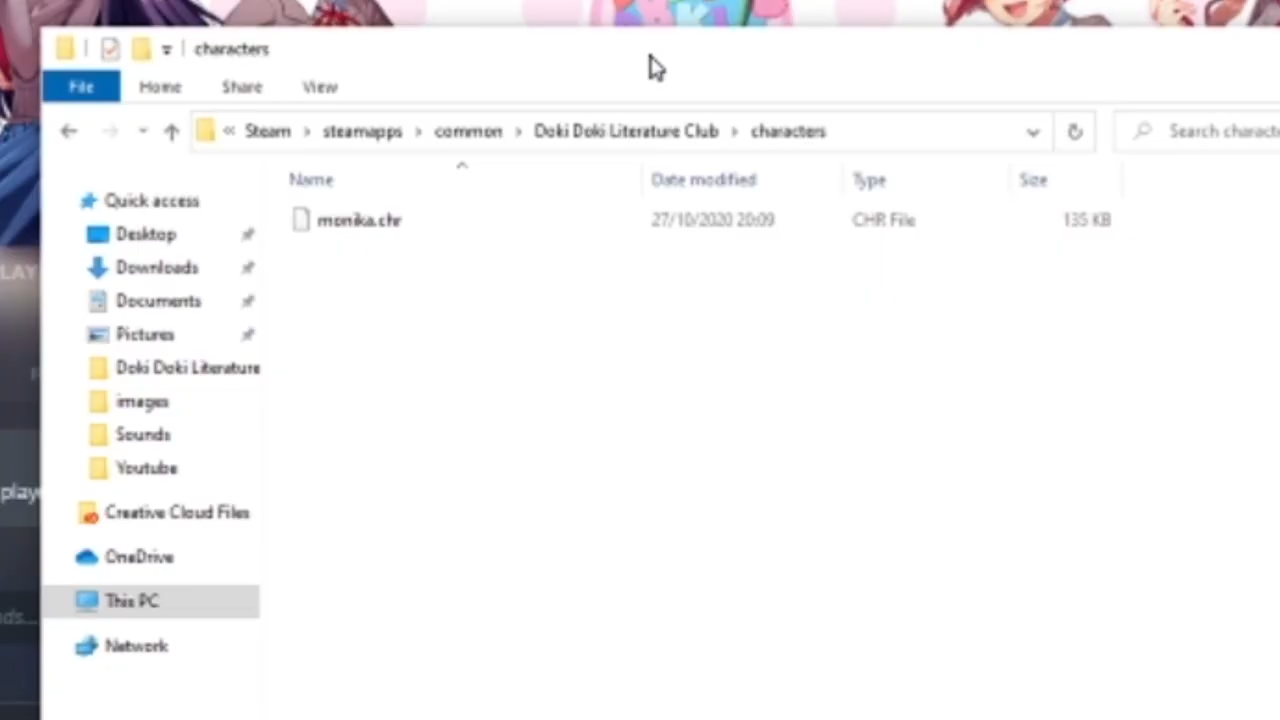 characters
File Home Share View
« Steam > steamapps > common > Doki Doki Literature Club > characters
Name Date modified Type Size
Quick access
monika.chr 27/10/2020 20:09 CHR File 135 KB
Desktop
Downloads
LAY
Documents
Pictures
Doki Doki Literature
images
Sounds
Youtube
play
Creative Cloud Files
OneDrive
This PC
Network